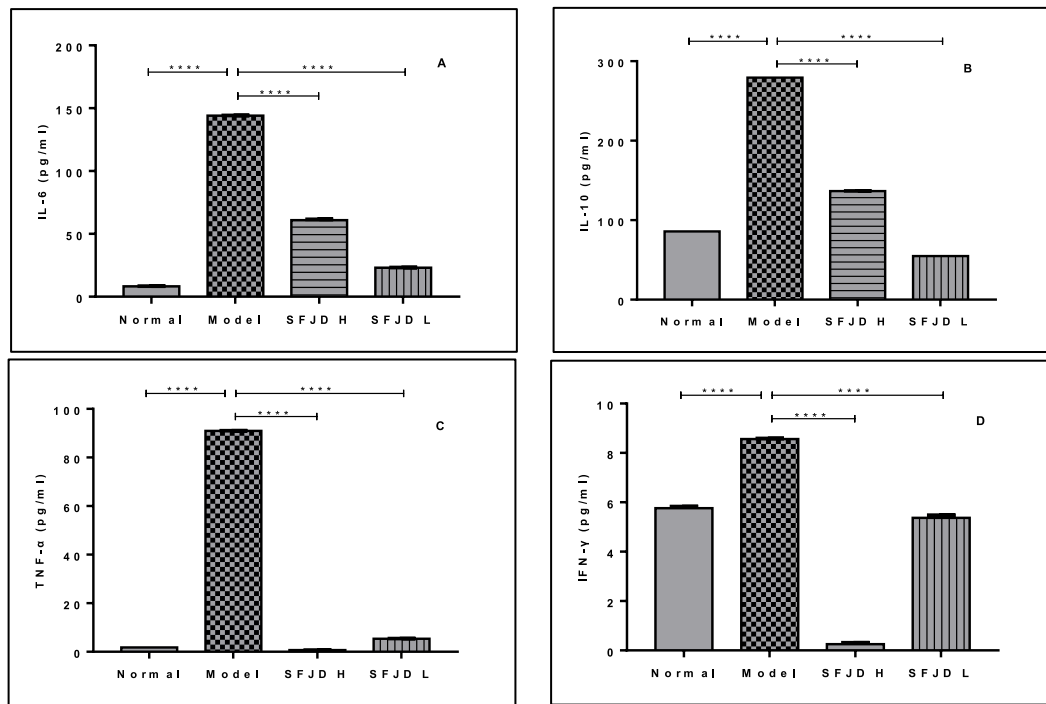 A
IL-6 (pg/ml)
200
150
100
50
0
**** ****
****
Normal Model SFJD H SFJD L
B
IL-10 (pg/ml)
300
200
100
0
**** ****
****
Normal Model SFJD H SFJD L
C
TNF-α (pg/ml)
100
80
60
40
20
0
**** ****
****
Normal Model SFJD H SFJD L
D
IFN-γ (pg/ml)
10
8
6
4
2
0
**** ****
****
Normal Model SFJD H SFJD L